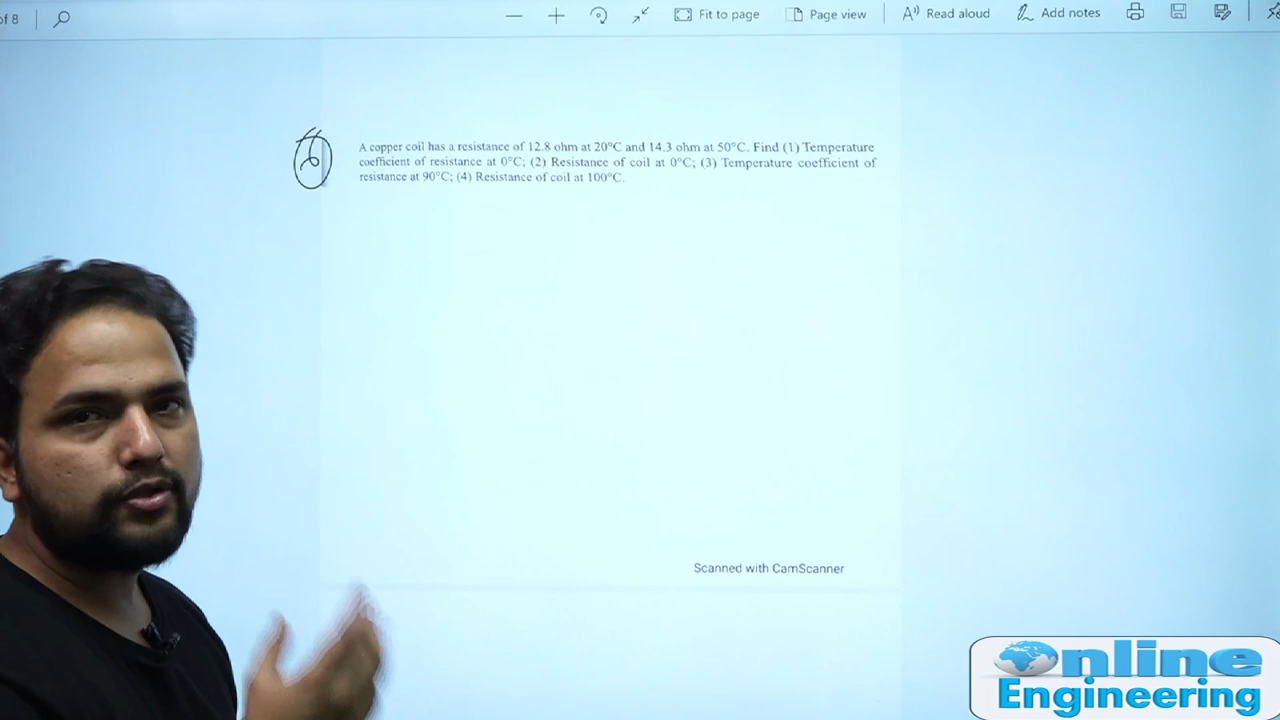 of 8
Fit to page
Page view
Read aloud
Add notes
A copper coil has a resistance of 12.8 ohm at 20°C and 14.3 ohm at 50°C. Find (1) Temperature
coefficient of resistance at 0°C; (2) Resistance of coil at 0°C; (3) Temperature coefficient of
resistance at 90°C; (4) Resistance of coil at 100°C.
Scanned with CamScanner
Online
Engineering